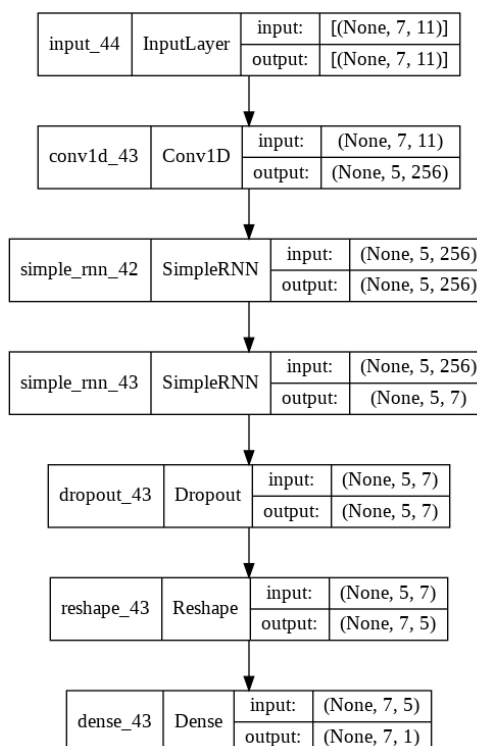 input_44 InputLayer input: [(None, 7, 11)]
output: [(None, 7, 11)]
conv1d_43 Conv1D input: (None, 7, 11)
output: (None, 5, 256)
simple_rnn_42 SimpleRNN input: (None, 5, 256)
output: (None, 5, 256)
simple_rnn_43 SimpleRNN input: (None, 5, 256)
output: (None, 5, 7)
dropout_43 Dropout input: (None, 5, 7)
output: (None, 5, 7)
reshape_43 Reshape input: (None, 5, 7)
output: (None, 7, 5)
dense_43 Dense input: (None, 7, 5)
output: (None, 7, 1)